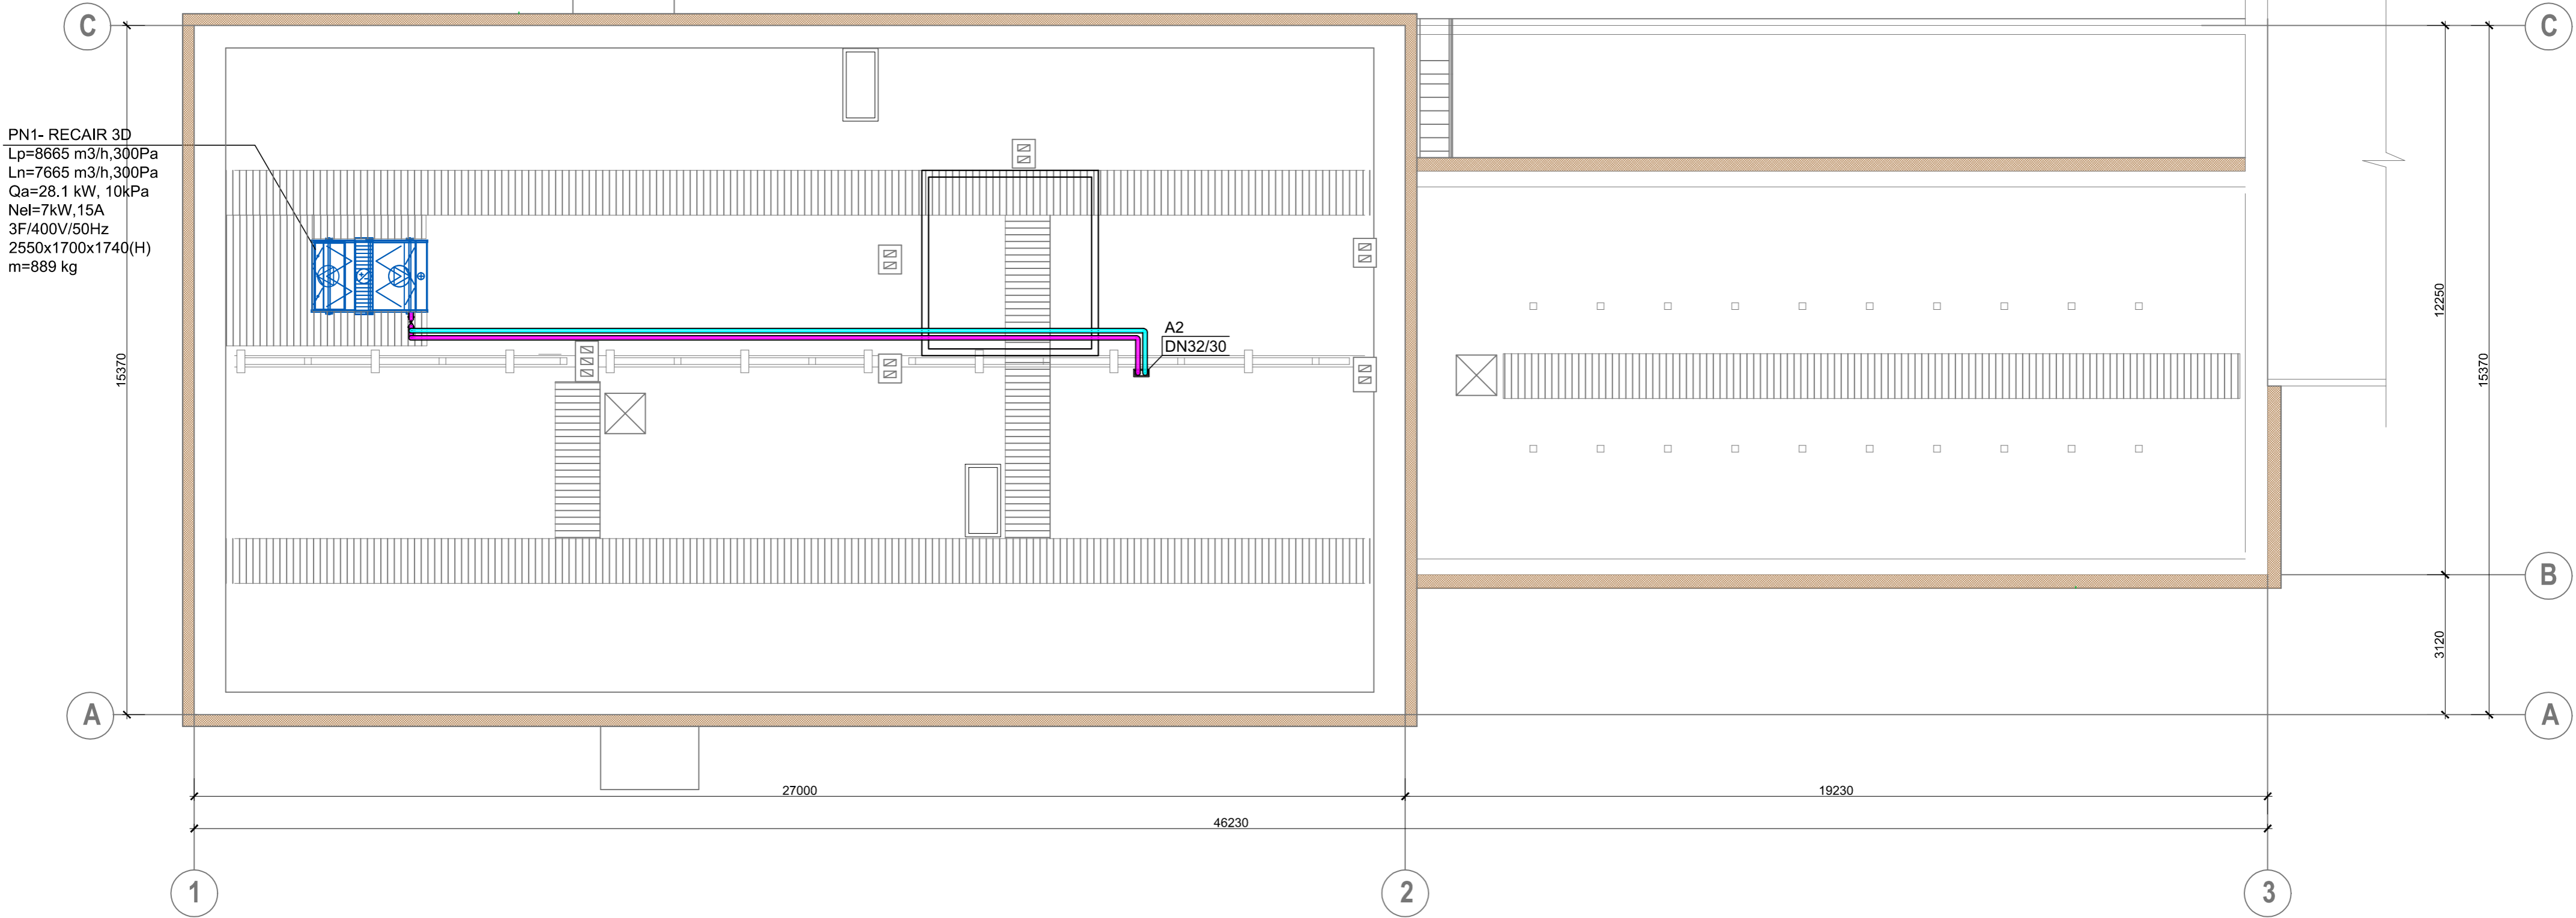 C
C
PN1- RECAIR 3D
Lp=8665 m3/h,300Pa
Ln=7665 m3/h,300Pa
Qa=28.1 kW, 10kPa
Nel=7kW,15A
3F/400V/50Hz
2550x1700x1740(H)
m=889 kg
15370
A2
DN32/30
12250
15370
B
3120
A
A
27000
19230
46230
1
2
3